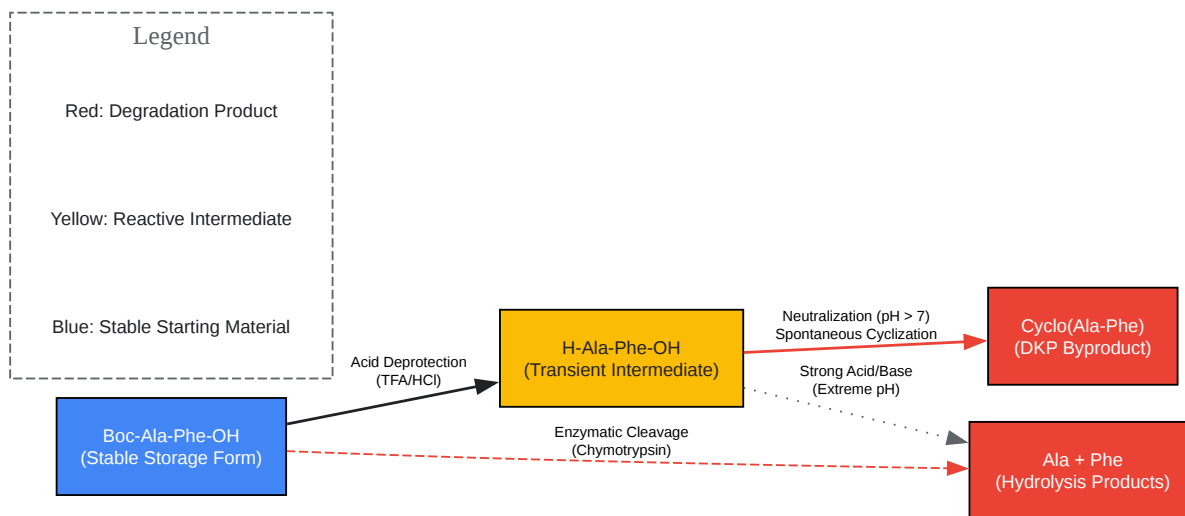 Legend
Red: Degradation Product
Yellow: Reactive Intermediate
Blue: Stable Starting Material
Boc-Ala-Phe-OH
(Stable Storage Form)
Acid Deprotection
(TFA/HCl)
H-Ala-Phe-OH
(Transient Intermediate)
Neutralization (pH > 7)
Spontaneous Cyclization
Strong Acid/Base
(Extreme pH)
Enzymatic Cleavage
(Chymotrypsin)
Cyclo(Ala-Phe)
(DKP Byproduct)
Ala + Phe
(Hydrolysis Products)